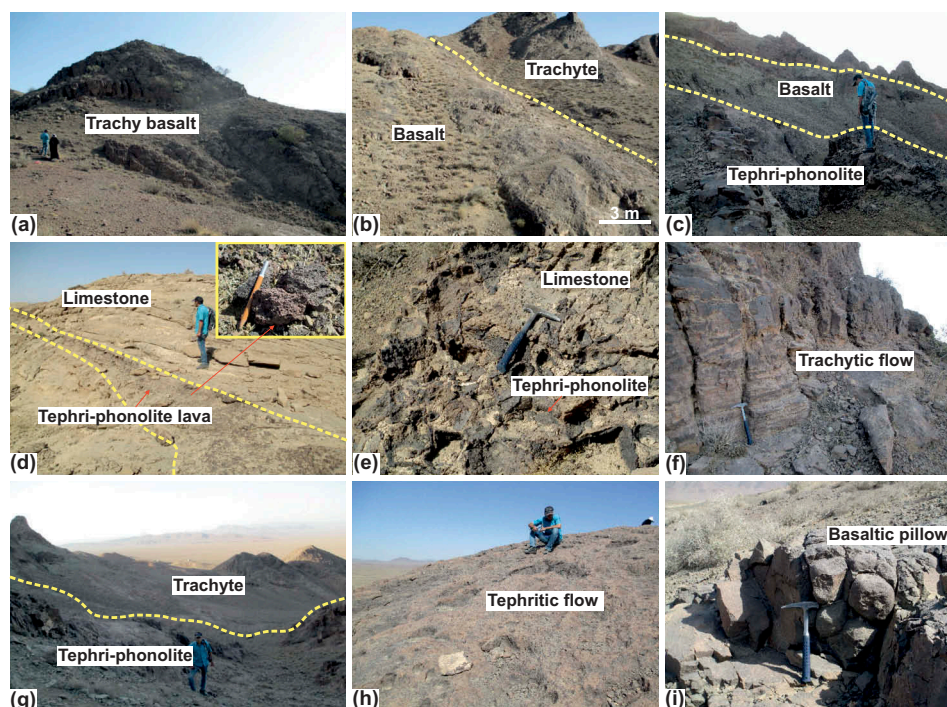 Trachy basalt
(a)
Trachyte
Basalt
3 m
(b)
Basalt
Tephri-phonolite
(c)
Limestone
Tephri-phonolite lava
(d)
Limestone
Tephri-phonolite
(e)
Trachytic flow
(f)
Trachyte
Tephri-phonolite
(g)
Tephritic flow
(h)
Basaltic pillow
(i)